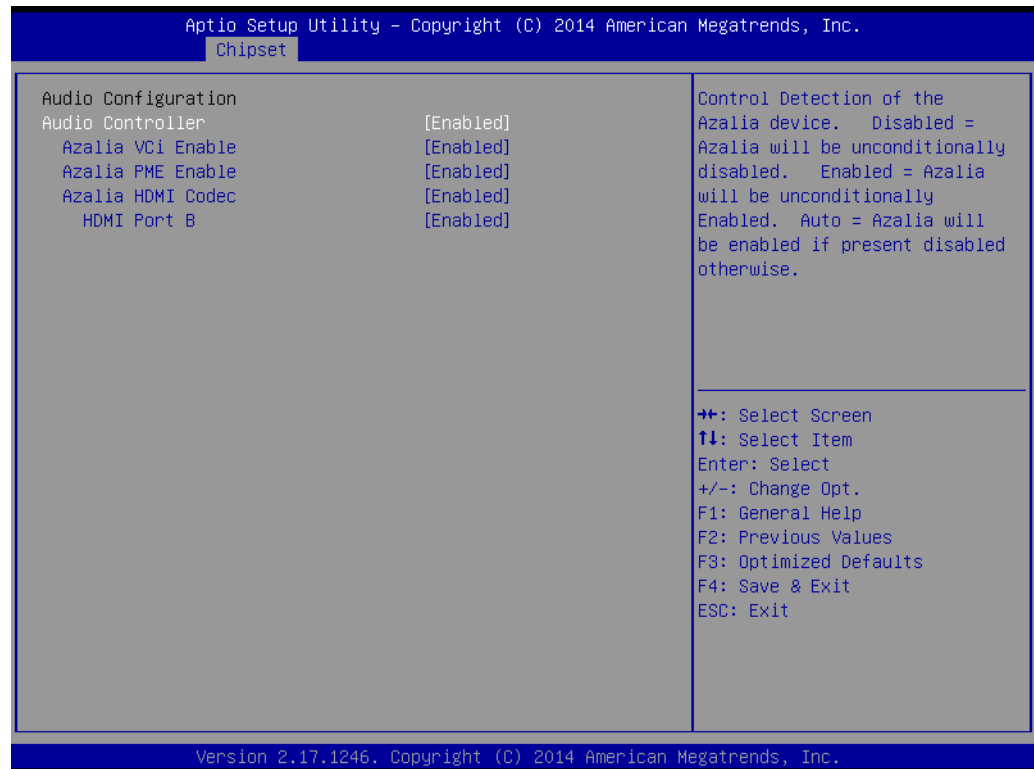 Aptio Setup Utility – Copyright (C) 2014 American Megatrends, Inc.
Chipset
Audio Configuration
Audio Controller [Enabled]
Azalia VCi Enable [Enabled]
Azalia PME Enable [Enabled]
Azalia HDMI Codec [Enabled]
HDMI Port B [Enabled]
Control Detection of the
Azalia device. Disabled =
Azalia will be unconditionally
disabled. Enabled = Azalia
will be unconditionally
Enabled. Auto = Azalia will
be enabled if present disabled
otherwise.
→←: Select Screen
↑↓: Select Item
Enter: Select
+/-: Change Opt.
F1: General Help
F2: Previous Values
F3: Optimized Defaults
F4: Save & Exit
ESC: Exit
Version 2.17.1246. Copyright (C) 2014 American Megatrends, Inc.